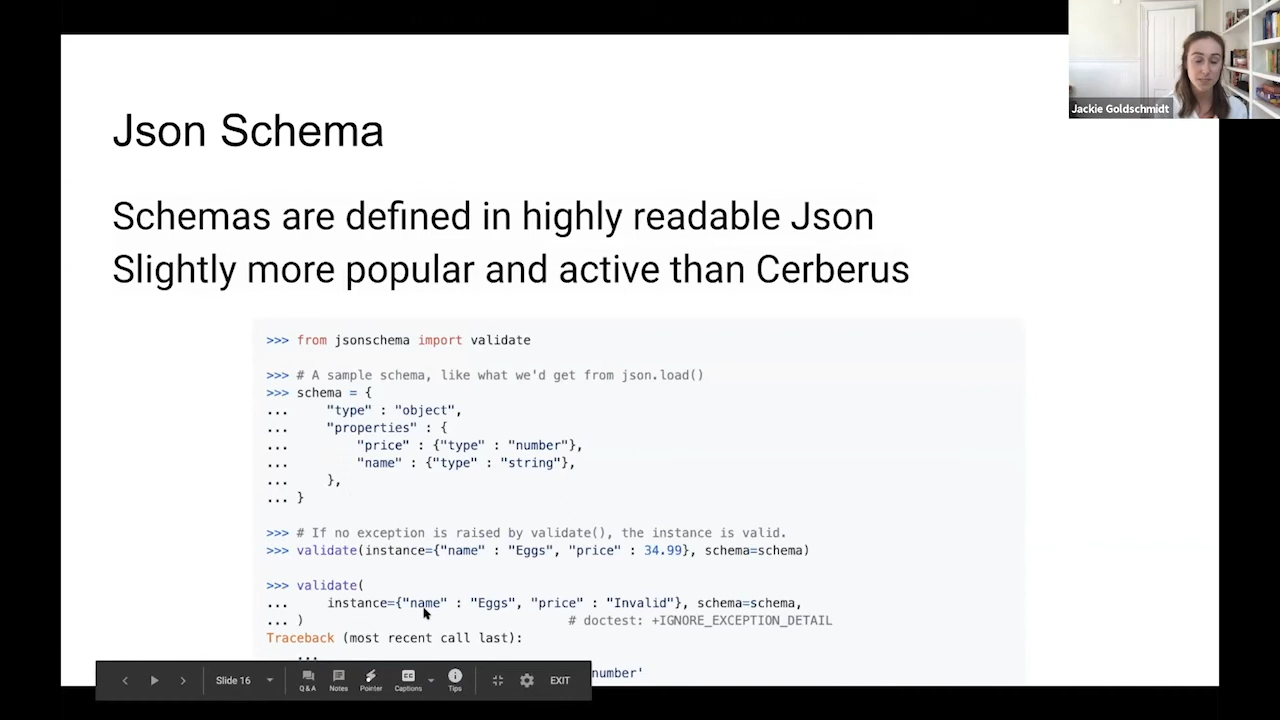 Jackie Goldschmidt
Json Schema
Schemas are defined in highly readable Json
Slightly more popular and active than Cerberus
>>> from jsonschema import validate
>>> # A sample schema, like what we'd get from json.load()
>>> schema = {
...     "type" : "object",
...     "properties" : {
...         "price" : {"type" : "number"},
...         "name" : {"type" : "string"},
...     },
... }
>>> # If no exception is raised by validate(), the instance is valid.
>>> validate(instance={"name" : "Eggs", "price" : 34.99}, schema=schema)
>>> validate(
...     instance={"name" : "Eggs", "price" : "Invalid"}, schema=schema,
... )                                   # doctest: +IGNORE_EXCEPTION_DETAIL
Traceback (most recent call last):
    ...
number'
Slide 16
Q&A
Notes
Pointer
CC
Captions
Tips
EXIT